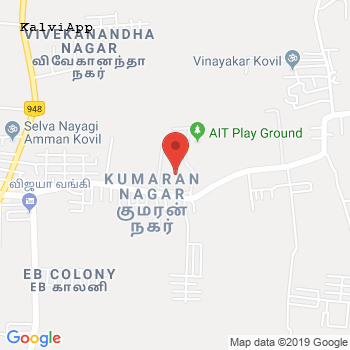 KalviApp
VIVEKANANDHA
NAGAR
விவேகானந்தா
நகர்
Vinayakar Kovil
948
Selva Nayagi
Amman Kovil
AIT Play Ground
விஜயா வங்கி
KUMARAN
NAGAR
குமரன்
நகர்
EB COLONY
EB காலனி
Google
Map data ©2019 Google